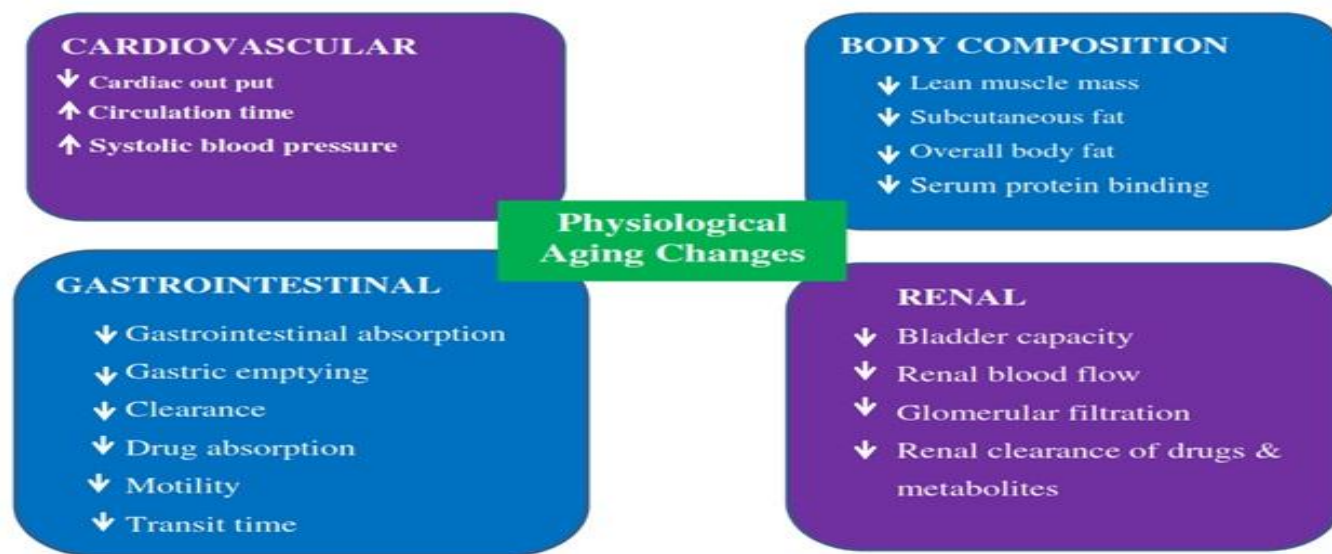 CARDIOVASCULAR
↓ Cardiac out put
↑ Circulation time
↑ Systolic blood pressure
BODY COMPOSITION
↓ Lean muscle mass
↓ Subcutaneous fat
↓ Overall body fat
↓ Serum protein binding
Physiological
Aging Changes
GASTROINTESTINAL
↓ Gastrointestinal absorption
↓ Gastric emptying
↓ Clearance
↓ Drug absorption
↓ Motility
↓ Transit time
RENAL
↓ Bladder capacity
↓ Renal blood flow
↓ Glomerular filtration
↓ Renal clearance of drugs &
metabolites